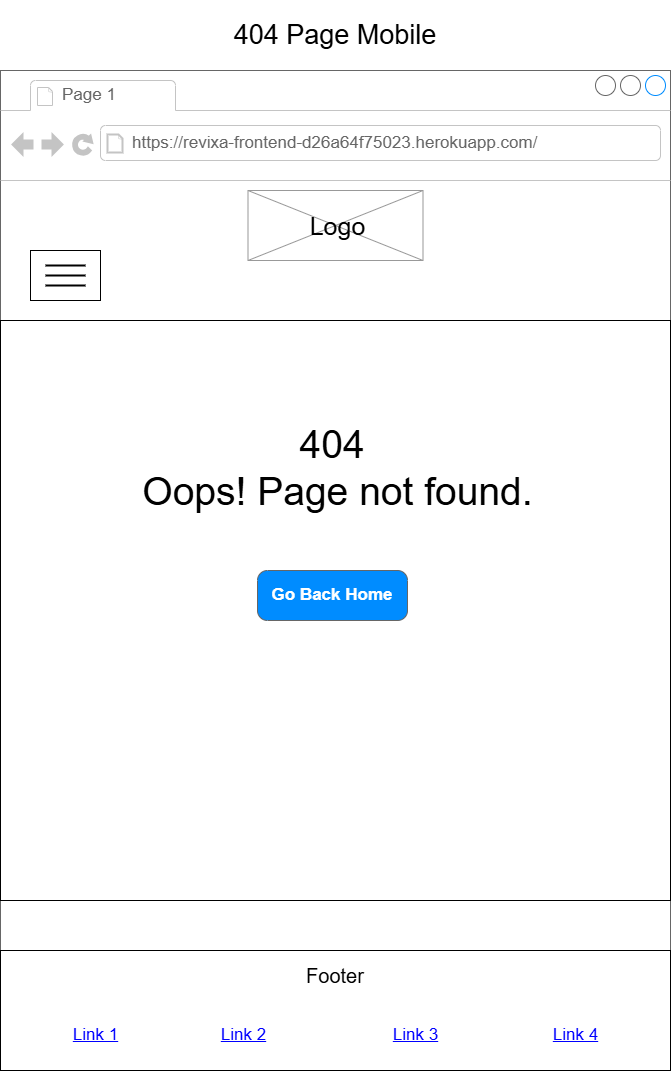 404 Page Mobile
Page 1
https://revixa-frontend-d26a64f75023.herokuapp.com/
Logo
404
Oops! Page not found.
Go Back Home
Footer
Link 1 Link 2 Link 3 Link 4